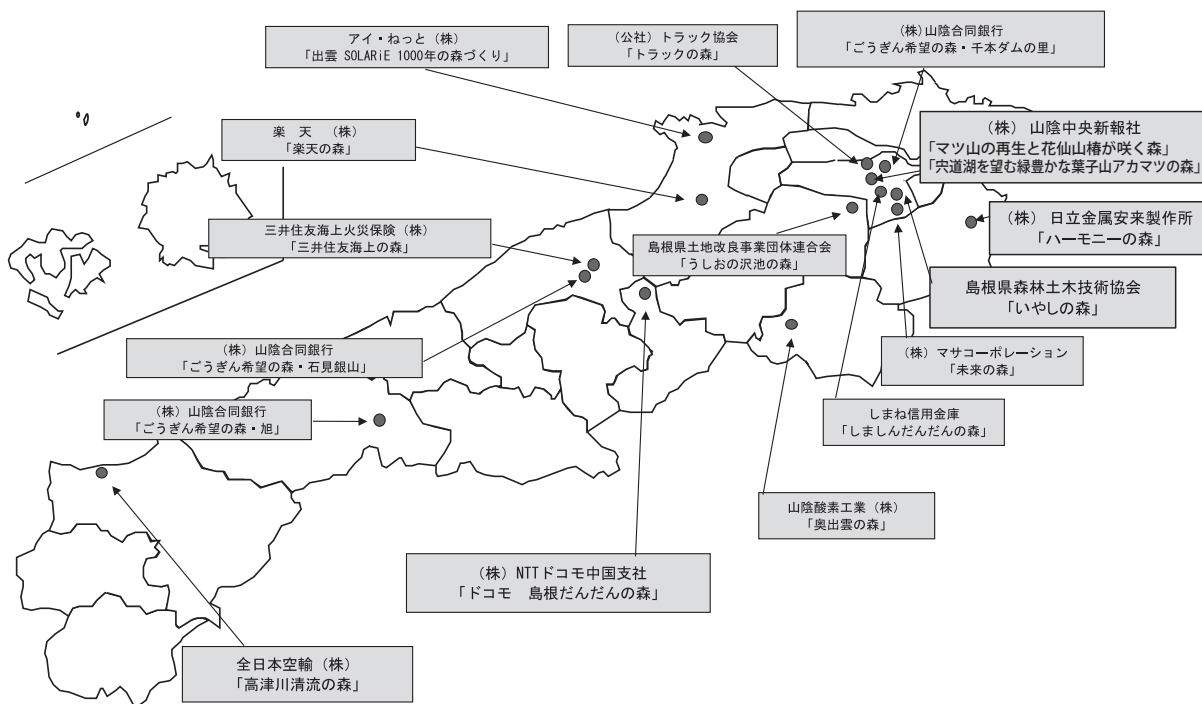 アイ・ねっと（株）
「出雲 SOLARiE 1000年の森づくり」
（公社）トラック協会
「トラックの森」
（株）山陰合同銀行
「ごうぎん希望の森・千本ダムの里」
楽　天　（株）
「楽天の森」
（株）山陰中央新報社
「マツ山の再生と花仙山椿が咲く森」
「宍道湖を望む緑豊かな葉子山アカマツの森」
三井住友海上火災保険（株）
「三井住友海上の森」
島根県土地改良事業団体連合会
「うしおの沢池の森」
（株）日立金属安来製作所
「ハーモニーの森」
島根県森林土木技術協会
「いやしの森」
（株）山陰合同銀行
「ごうぎん希望の森・石見銀山」
（株）マサコーポレーション
「未来の森」
（株）山陰合同銀行
「ごうぎん希望の森・旭」
しまね信用金庫
「しましんだんだんの森」
山陰酸素工業（株）
「奥出雲の森」
（株）NTTドコモ中国支社
「ドコモ　島根だんだんの森」
全日本空輸（株）
「高津川清流の森」